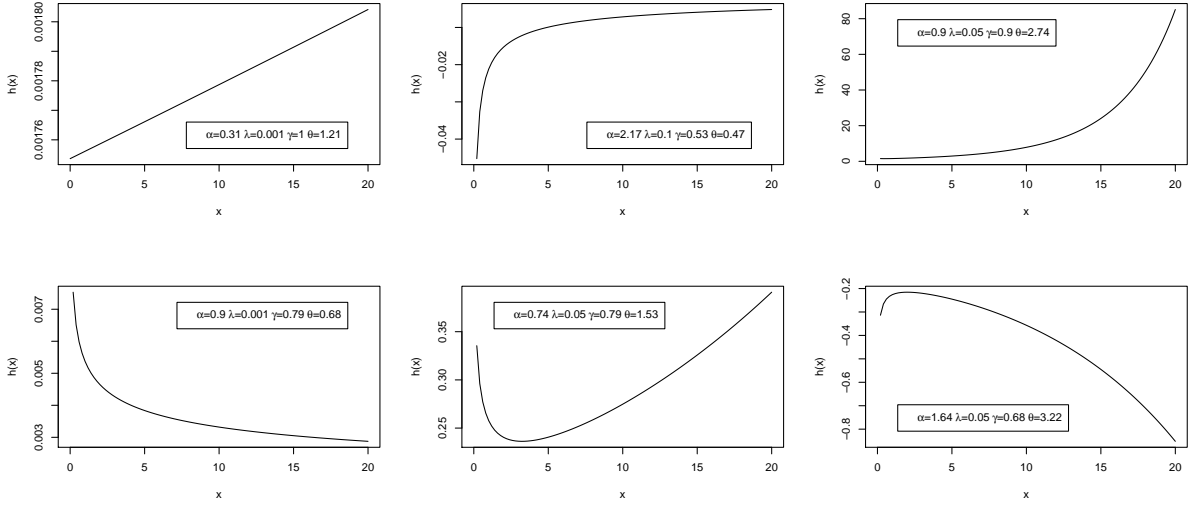 h(x)
0.00176 0.00178 0.00180
α=0.31 λ=0.001 γ=1 θ=1.21
0 5 10 15 20
x
h(x)
−0.04 −0.02
α=2.17 λ=0.1 γ=0.53 θ=0.47
0 5 10 15 20
x
h(x)
0 20 40 60 80
α=0.9 λ=0.05 γ=0.9 θ=2.74
0 5 10 15 20
x
h(x)
0.003 0.005 0.007
α=0.9 λ=0.001 γ=0.79 θ=0.68
0 5 10 15 20
x
h(x)
0.25 0.30 0.35
α=0.74 λ=0.05 γ=0.79 θ=1.53
0 5 10 15 20
x
h(x)
−0.8 −0.6 −0.4 −0.2
α=1.64 λ=0.05 γ=0.68 θ=3.22
0 5 10 15 20
x